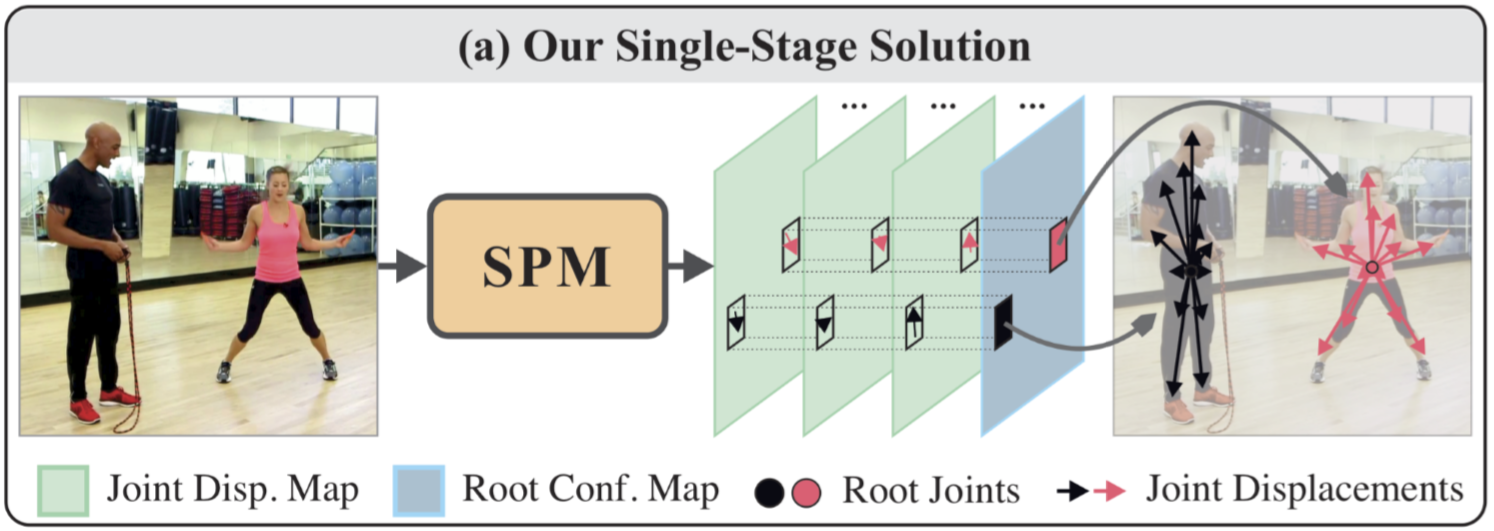 (a) Our Single-Stage Solution
... ... ...
SPM
Joint Disp. Map Root Conf. Map Root Joints Joint Displacements